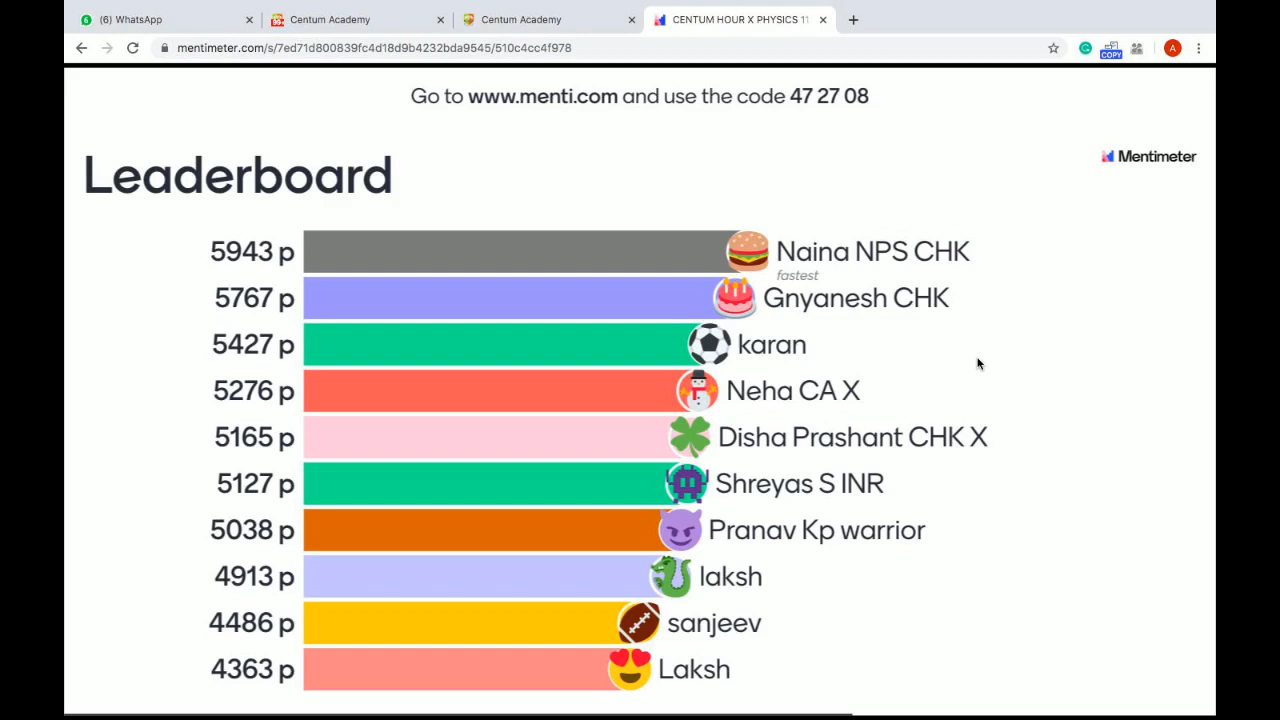 (6) WhatsApp
Centum Academy
Centum Academy
CENTUM HOUR X PHYSICS 11
mentimeter.com/s/7ed71d800839fc4d18d9b4232bda9545/510c4cc4f978
COPY
A
Go to www.menti.com and use the code 47 27 08
Mentimeter
Leaderboard
5943 p Naina NPS CHK
fastest
5767 p Gnyanesh CHK
5427 p karan
5276 p Neha CA X
5165 p Disha Prashant CHK X
5127 p Shreyas S INR
5038 p Pranav Kp warrior
4913 p laksh
4486 p sanjeev
4363 p Laksh